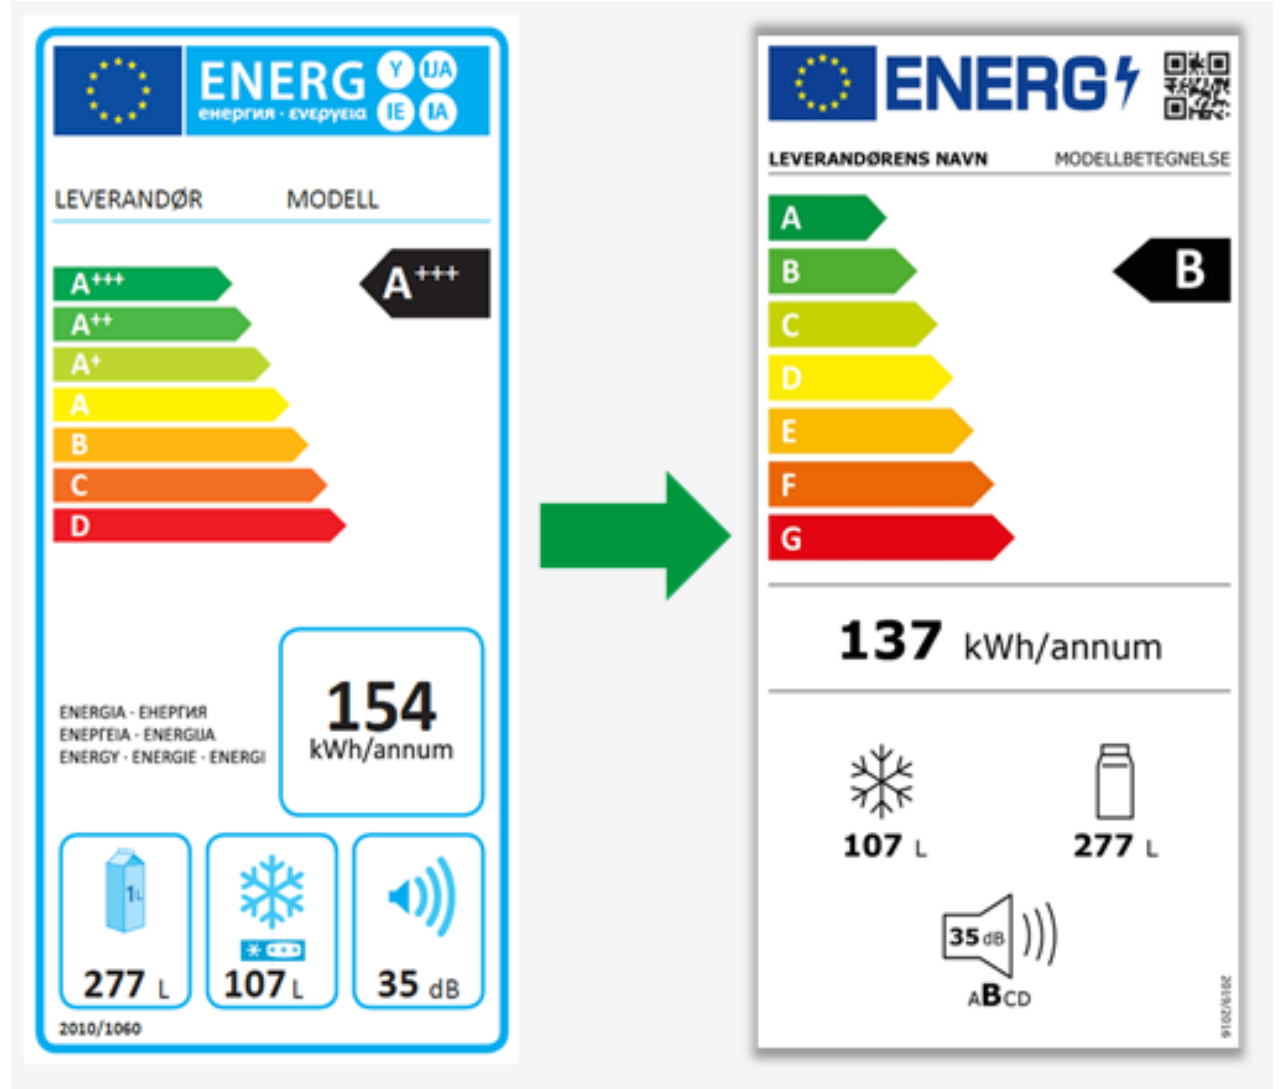 ENERG Y IJA
енергия · ενεργεια IE IA
LEVERANDØR MODELL
A+++
A+++
A++
A+
A
B
C
D
ENERGIA · ЕНЕРГИЯ
ΕΝΕΡΓΕΙΑ · ENERGIJA
ENERGY · ENERGIE · ENERGI
154
kWh/annum
1L
277 L
107 L
35 dB
2010/1060
ENERG
LEVERANDØRENS NAVN MODELLBETEGNELSE
A
B
B
C
D
E
F
G
137 kWh/annum
107 L
277 L
35 dB
ABCD
2019/2016